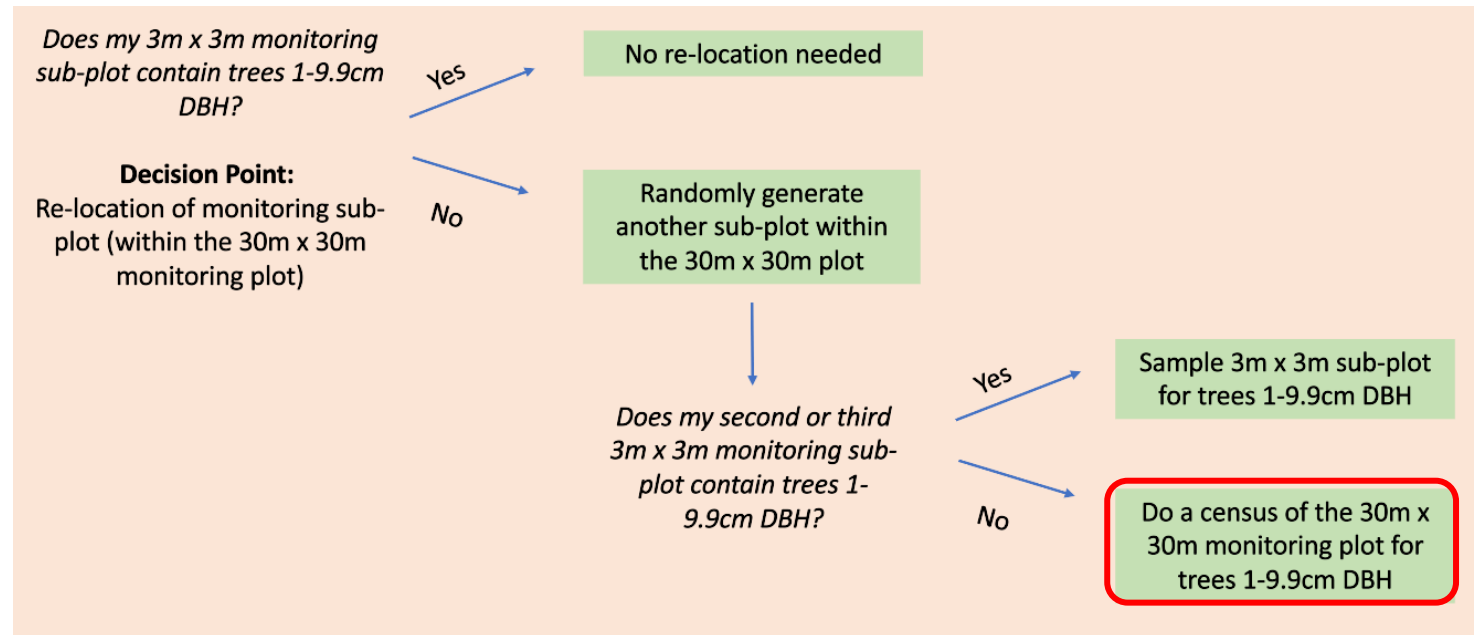 Does my 3m x 3m monitoring
sub-plot contain trees 1-9.9cm
DBH?
Decision Point:
Re-location of monitoring sub-
plot (within the 30m x 30m
monitoring plot)
Yes
No re-location needed
No
Randomly generate
another sub-plot within
the 30m x 30m plot
Does my second or third
3m x 3m monitoring sub-
plot contain trees 1-
9.9cm DBH?
Yes
Sample 3m x 3m sub-plot
for trees 1-9.9cm DBH
No
Do a census of the 30m x
30m monitoring plot for
trees 1-9.9cm DBH